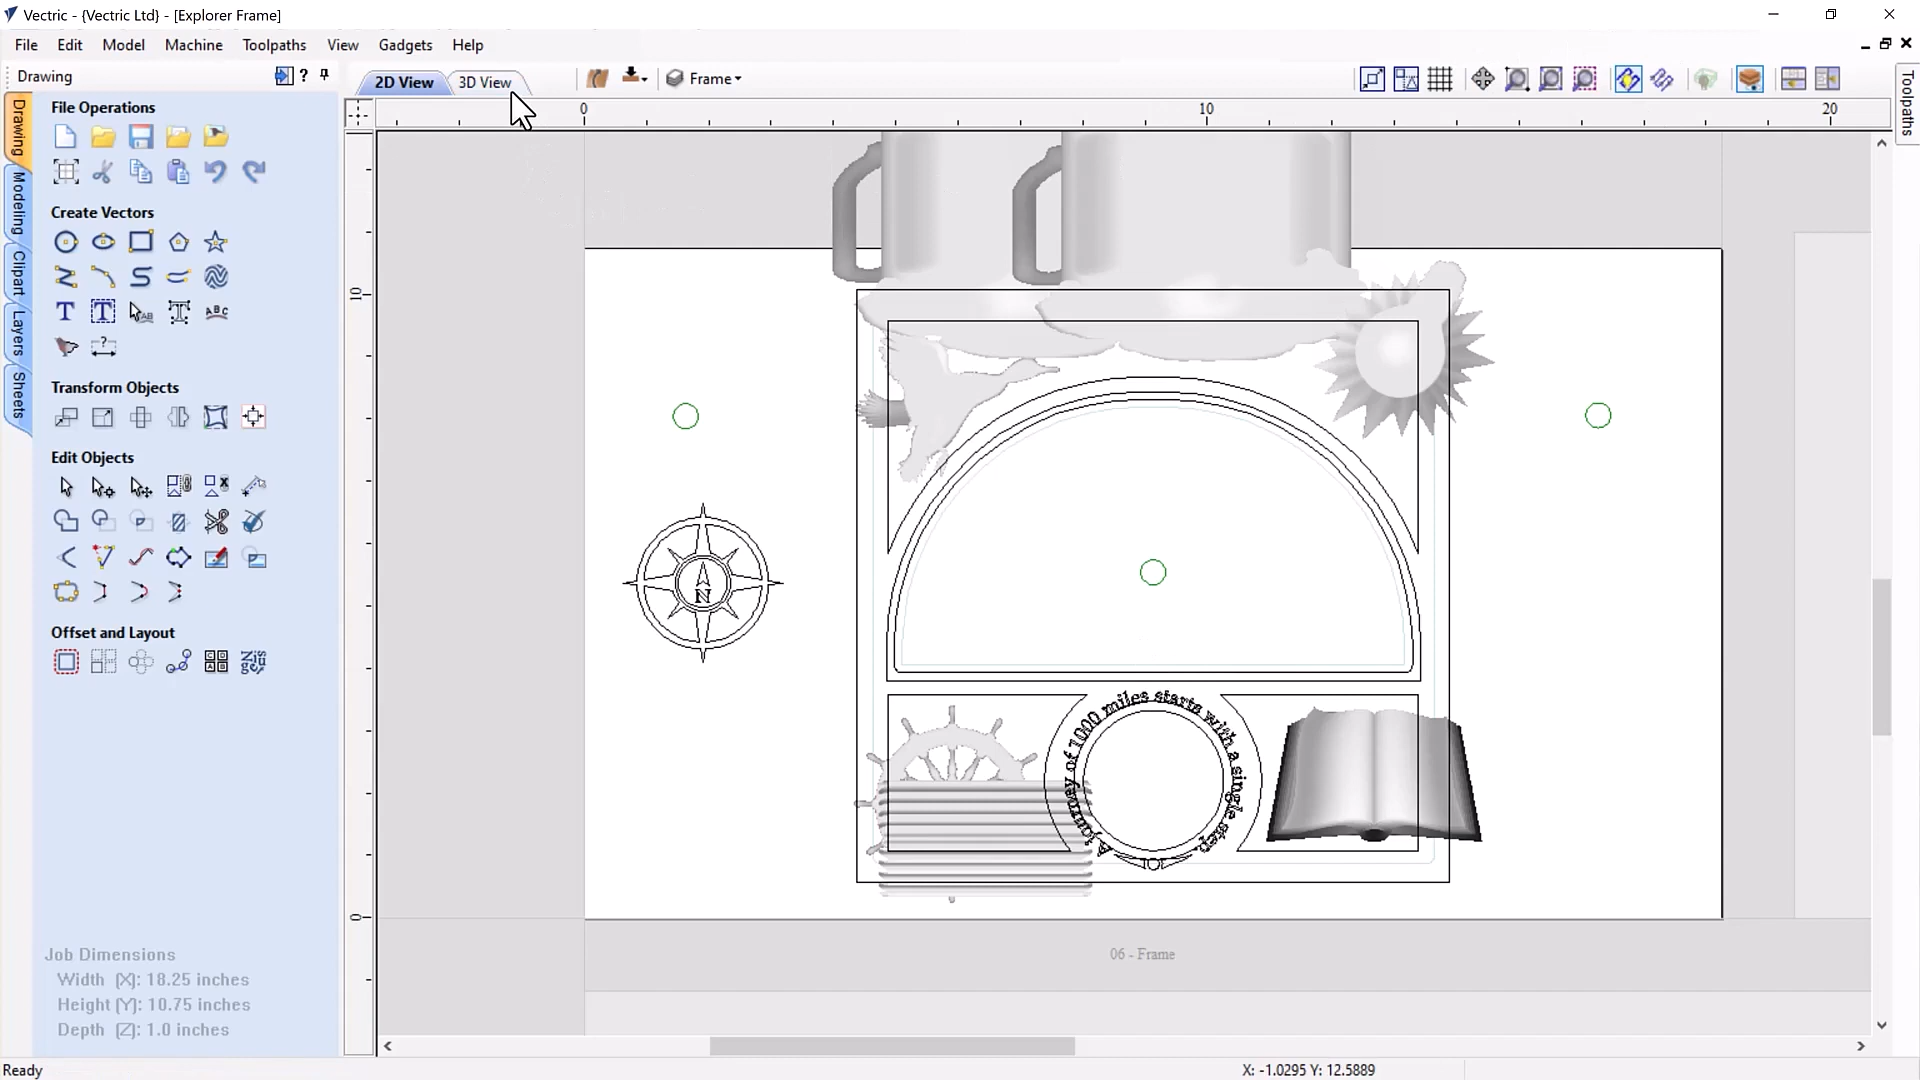 Vectric - {Vectric Ltd} - [Explorer Frame]
File Edit Model Machine Toolpaths View Gadgets Help
Drawing
2D View 3D View
Frame
Toolpaths
Drawing
Modeling
Clipart
Layers
Sheets
File Operations
Create Vectors
Transform Objects
Edit Objects
Offset and Layout
0 10 20
10
0
N
A journey of 1000 miles starts with a single step
06 - Frame
Job Dimensions
Width (X): 18.25 inches
Height (Y): 10.75 inches
Depth (Z): 1.0 inches
Ready
X: -1.0295 Y: 12.5889